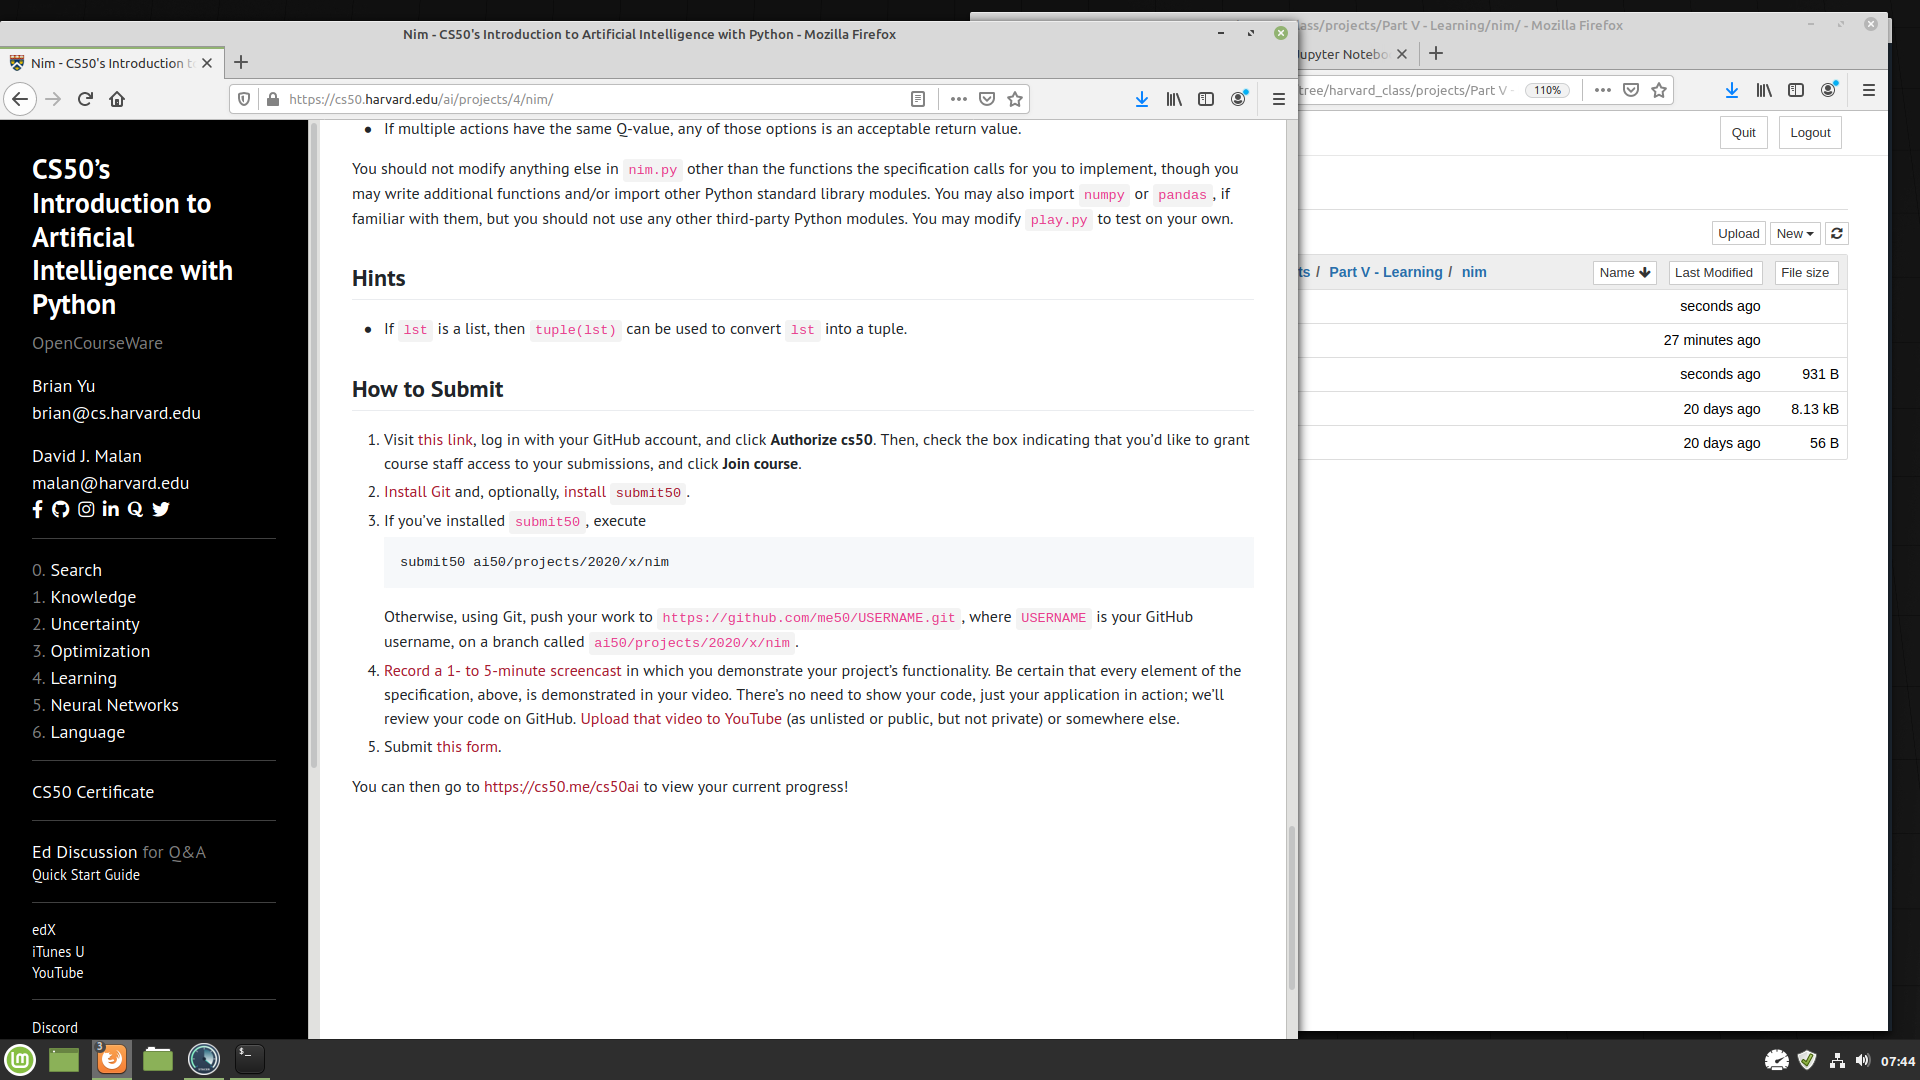 Nim - CS50's Introduction to Artificial Intelligence with Python - Mozilla Firefox
ass/projects/Part V - Learning/nim/ - Mozilla Firefox
Nim - CS50's Introduction t
Jupyter Notebo
https://cs50.harvard.edu/ai/projects/4/nim/
tree/harvard_class/projects/Part V -
110%
Quit
Logout
Upload
New
ts / Part V - Learning / nim
Name
Last Modified
File size
seconds ago
27 minutes ago
seconds ago 931 B
20 days ago 8.13 kB
20 days ago 56 B
CS50’s
Introduction to
Artificial
Intelligence with
Python
OpenCourseWare
Brian Yu
brian@cs.harvard.edu
David J. Malan
malan@harvard.edu
0. Search
1. Knowledge
2. Uncertainty
3. Optimization
4. Learning
5. Neural Networks
6. Language
CS50 Certificate
Ed Discussion for Q&A
Quick Start Guide
edX
iTunes U
YouTube
Discord
• If multiple actions have the same Q-value, any of those options is an acceptable return value.
You should not modify anything else in nim.py other than the functions the specification calls for you to implement, though you
may write additional functions and/or import other Python standard library modules. You may also import numpy or pandas, if
familiar with them, but you should not use any other third-party Python modules. You may modify play.py to test on your own.
Hints
• If lst is a list, then tuple(lst) can be used to convert lst into a tuple.
How to Submit
1. Visit this link, log in with your GitHub account, and click Authorize cs50. Then, check the box indicating that you’d like to grant
course staff access to your submissions, and click Join course.
2. Install Git and, optionally, install submit50.
3. If you’ve installed submit50, execute
submit50 ai50/projects/2020/x/nim
Otherwise, using Git, push your work to https://github.com/me50/USERNAME.git, where USERNAME is your GitHub
username, on a branch called ai50/projects/2020/x/nim.
4. Record a 1- to 5-minute screencast in which you demonstrate your project’s functionality. Be certain that every element of the
specification, above, is demonstrated in your video. There’s no need to show your code, just your application in action; we’ll
review your code on GitHub. Upload that video to YouTube (as unlisted or public, but not private) or somewhere else.
5. Submit this form.
You can then go to https://cs50.me/cs50ai to view your current progress!
3
07:44